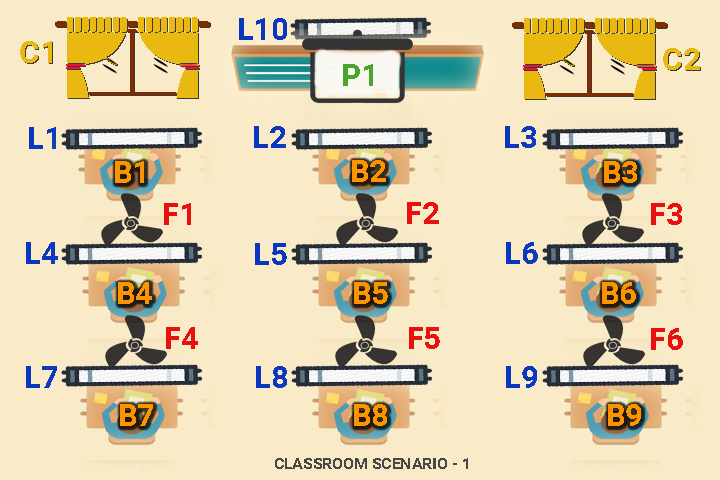 C1 L10 P1 C2
L1 L2 L3
B1 B2 B3
F1 F2 F3
L4 L5 L6
B4 B5 B6
F4 F5 F6
L7 L8 L9
B7 B8 B9
CLASSROOM SCENARIO - 1